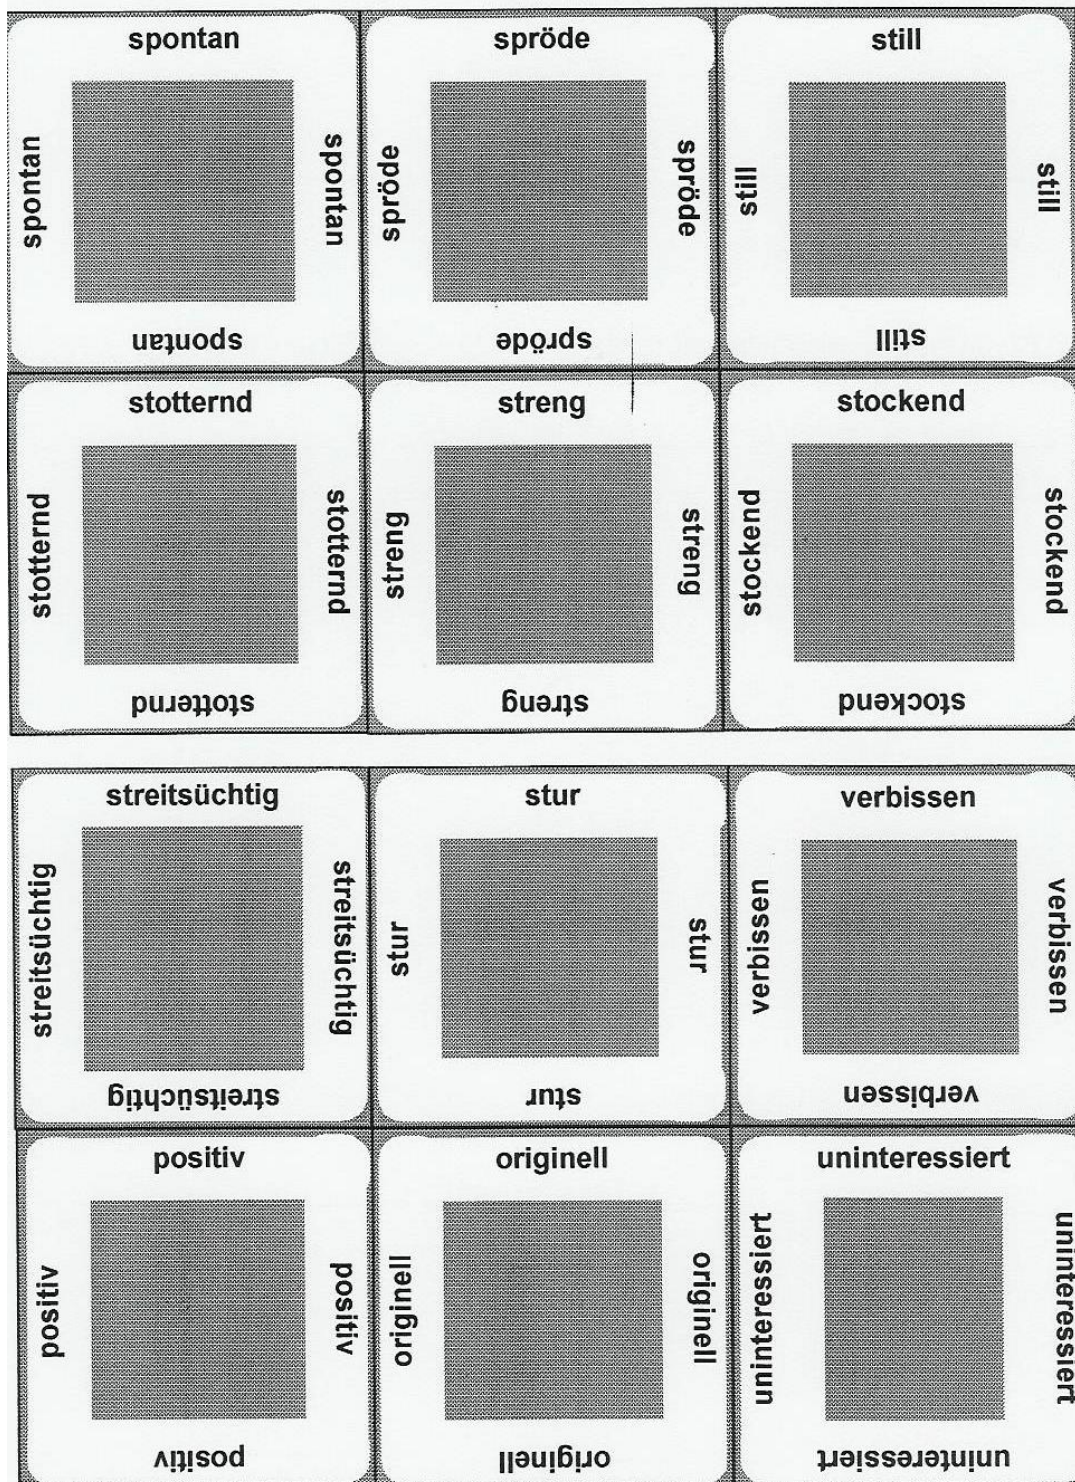 spontan
spontan
spontan
spontan
spröde
spröde
spröde
spröde
still
still
still
still
stotternd
stotternd
stotternd
stotternd
streng
streng
streng
streng
stockend
stockend
stockend
stockend
streitsüchtig
streitsüchtig
streitsüchtig
streitsüchtig
stur
stur
stur
stur
verbissen
verbissen
verbissen
verbissen
positiv
positiv
positiv
positiv
originell
originell
originell
originell
uninteressiert
uninteressiert
uninteressiert
uninteressiert